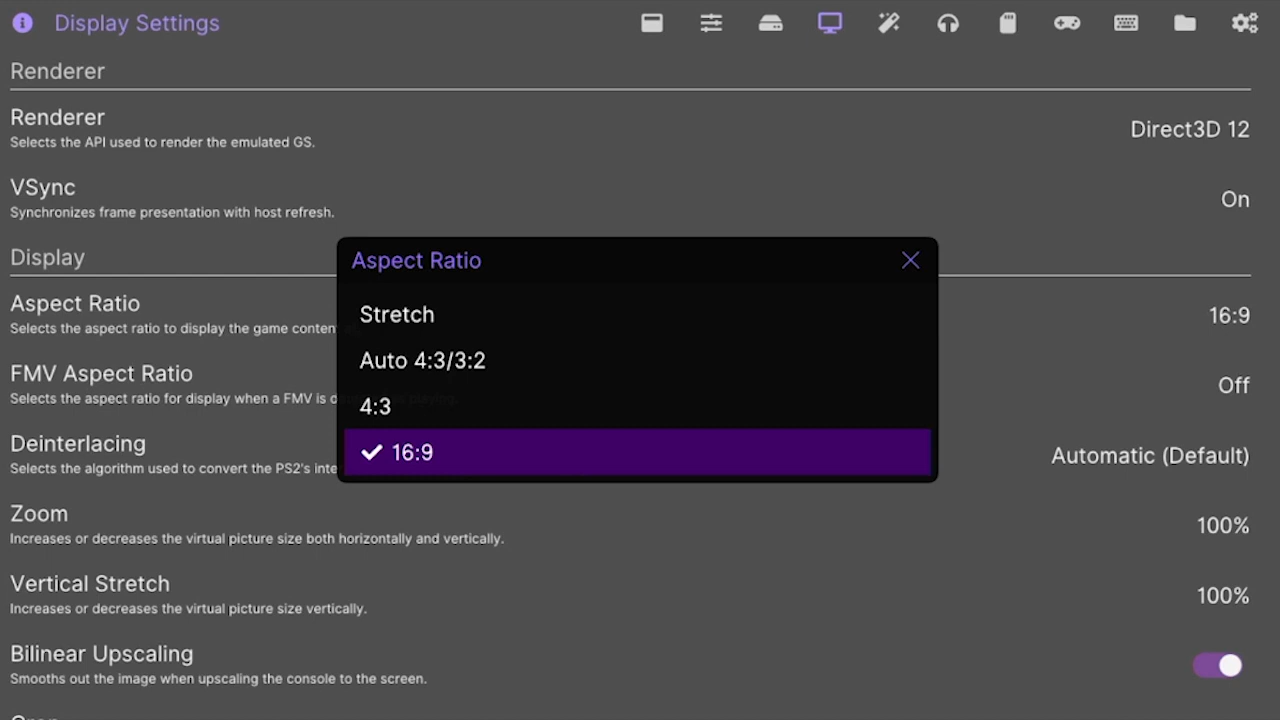 Display Settings
Renderer
Renderer
Direct3D 12
Selects the API used to render the emulated GS.
VSync
On
Synchronizes frame presentation with host refresh.
Display
Aspect Ratio
Stretch
Auto 4:3/3:2
4:3
16:9
Aspect Ratio
16:9
Selects the aspect ratio to display the game content
FMV Aspect Ratio
Off
Selects the aspect ratio for display when a FMV is
Deinterlacing
Automatic (Default)
Selects the algorithm used to convert the PS2's inte
Zoom
100%
Increases or decreases the virtual picture size both horizontally and vertically.
Vertical Stretch
100%
Increases or decreases the virtual picture size vertically.
Bilinear Upscaling
Smooths out the image when upscaling the console to the screen.